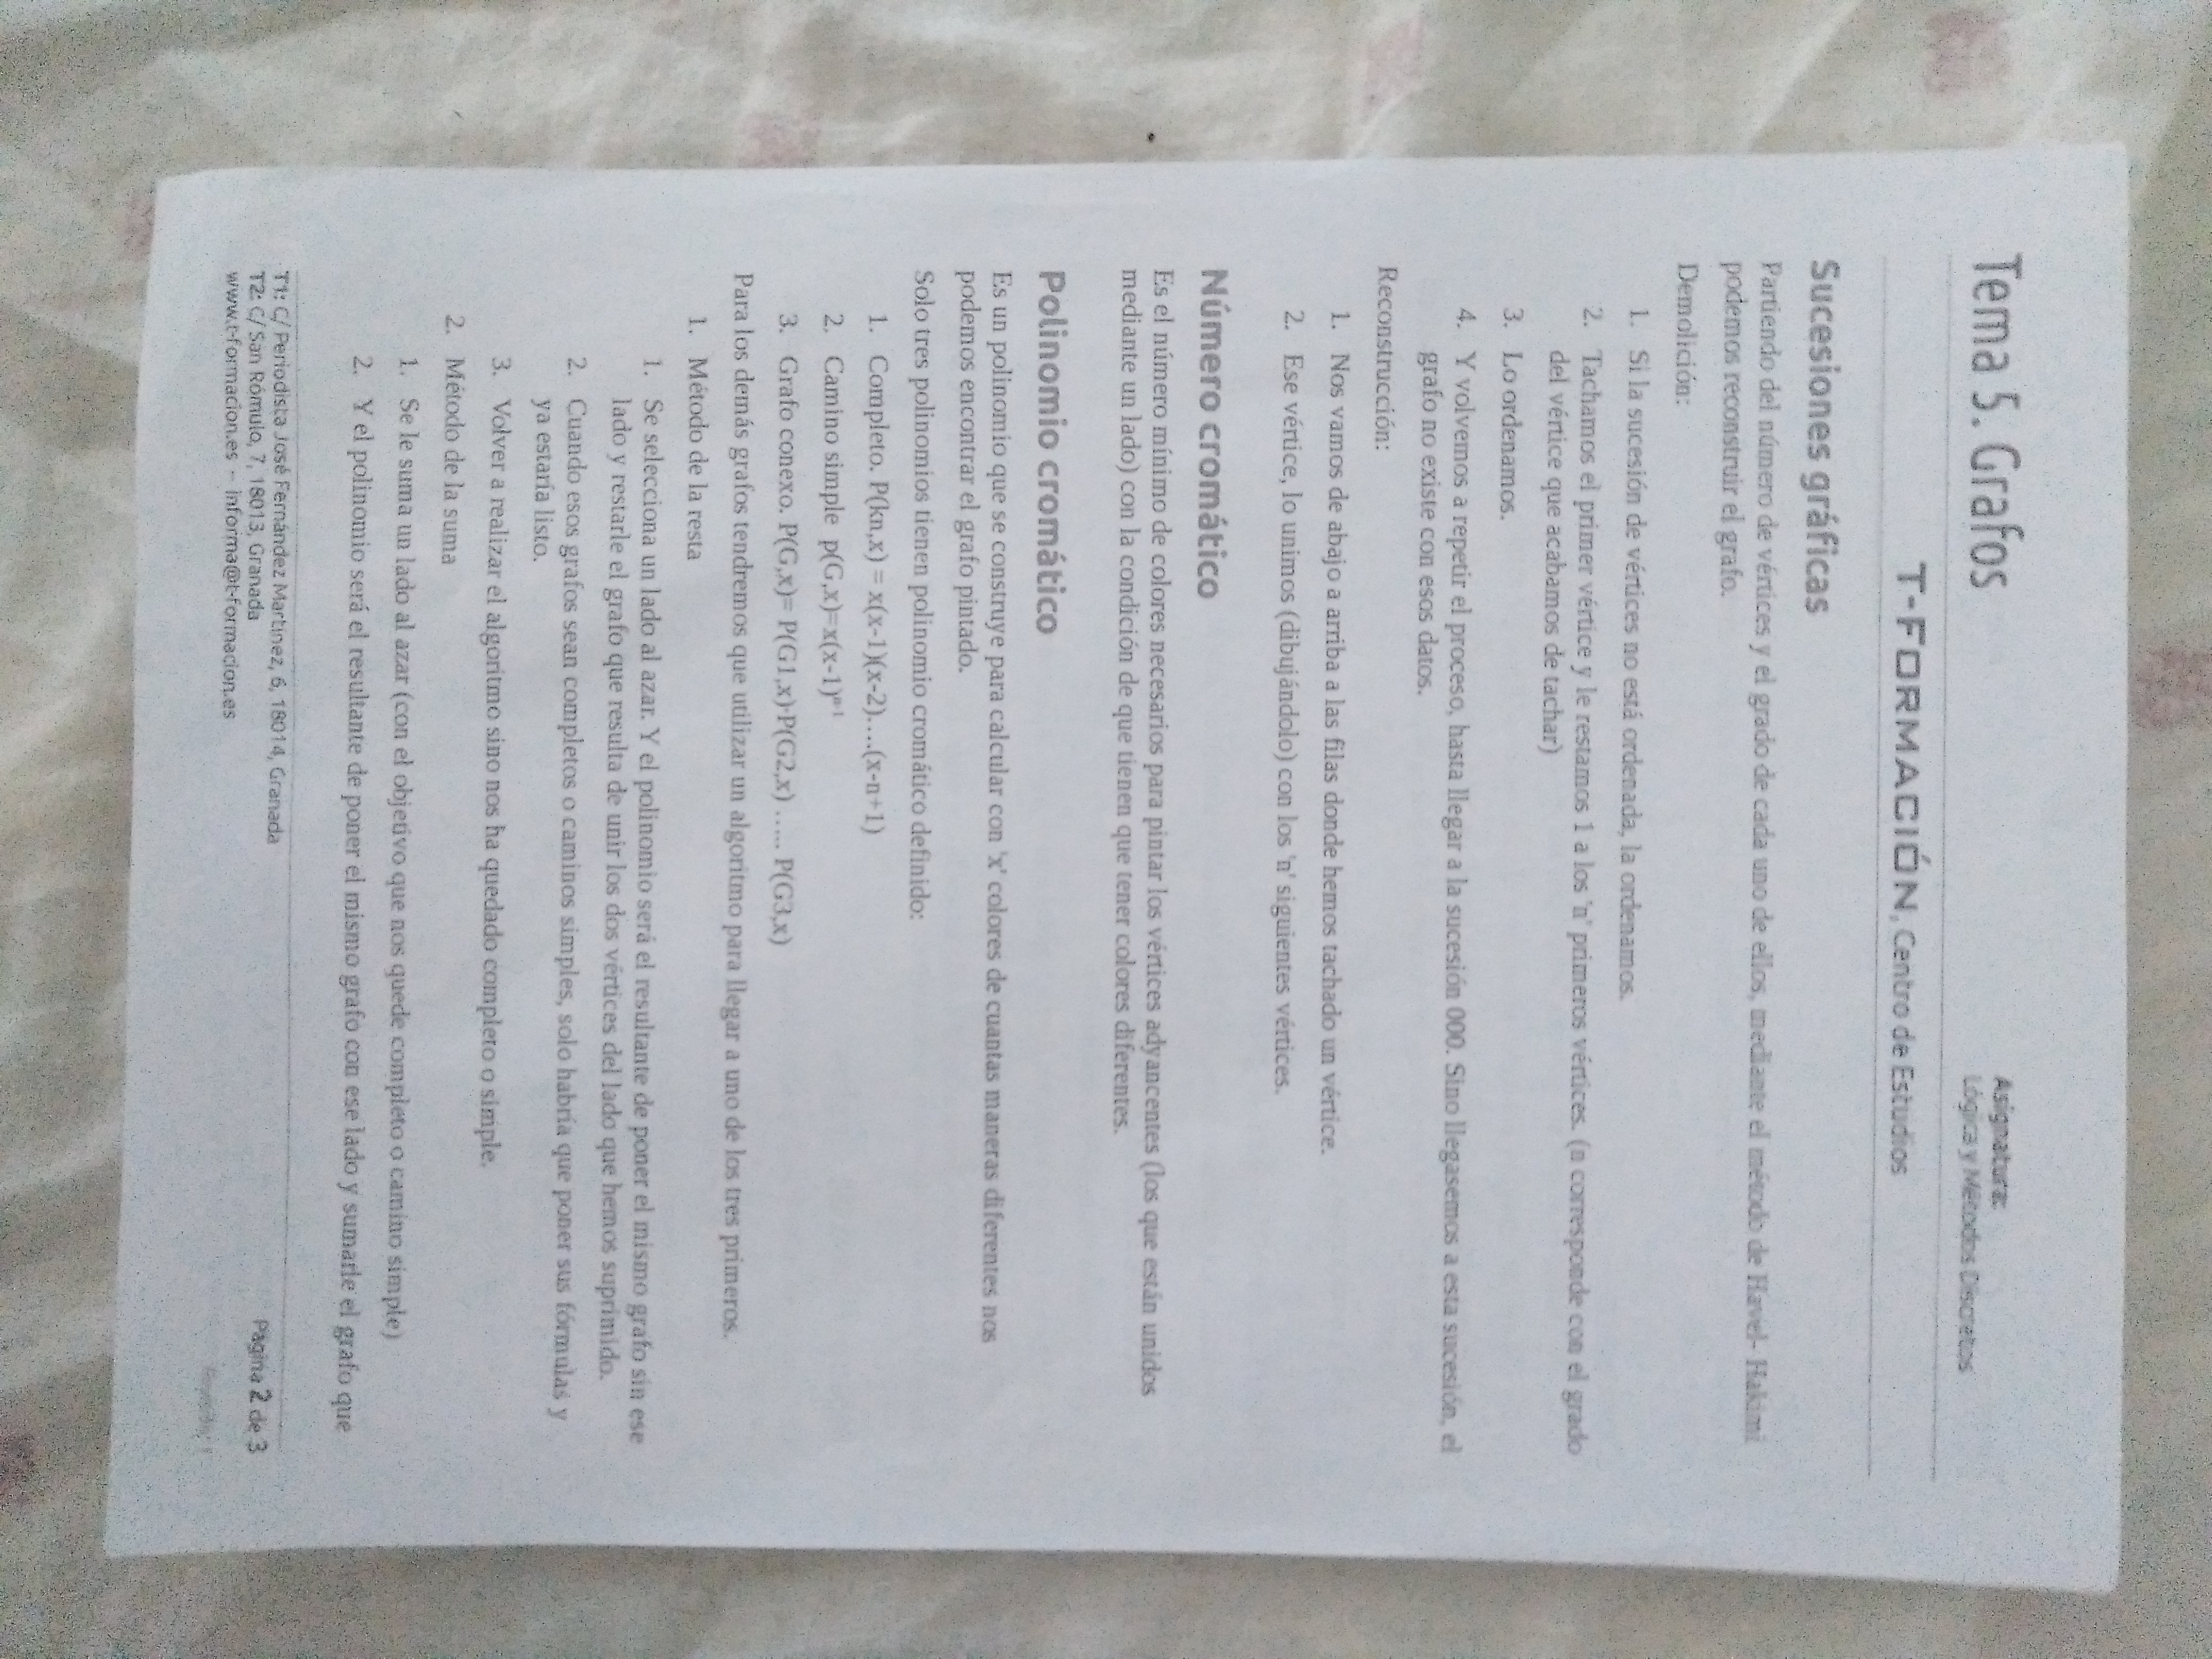 Tema 5. Grafos
Asignatura:
Lógica y Métodos Discretos
T-FORMACIÓN, Centro de Estudios
Sucesiones gráficas
Partiendo del número de vértices y el grado de cada uno de ellos, mediante el método de Havel- Hakimi
podemos reconstruir el grafo.
Demolición:
1. Si la sucesión de vértices no está ordenada, la ordenamos.
2. Tachamos el primer vértice y le restamos 1 a los 'n' primeros vértices. (n corresponde con el grado
del vértice que acabamos de tachar)
3. Lo ordenamos.
4. Y volvemos a repetir el proceso, hasta llegar a la sucesión 000. Sino llegasemos a esta sucesión, el
grafo no existe con esos datos.
Reconstrucción:
1. Nos vamos de abajo a arriba a las filas donde hemos tachado un vértice.
2. Ese vértice, lo unimos (dibujándolo) con los 'n' siguientes vértices.
Número cromático
Es el número mínimo de colores necesarios para pintar los vértices adyancentes (los que están unidos
mediante un lado) con la condición de que tienen que tener colores diferentes.
Polinomio cromático
Es un polinomio que se construye para calcular con 'x' colores de cuantas maneras diferentes nos
podemos encontrar el grafo pintado.
Solo tres polinomios tienen polinomio cromático definido:
1. Completo. P(kn,x) = x(x-1)(x-2)....(x-n+1)
2. Camino simple p(G,x)=x(x-1)ⁿ⁻¹
3. Grafo conexo. P(G,x)= P(G1,x)·P(G2,x) ..... P(G3,x)
Para los demás grafos tendremos que utilizar un algoritmo para llegar a uno de los tres primeros.
1. Método de la resta
1. Se selecciona un lado al azar. Y el polinomio será el resultante de poner el mismo grafo sin ese
lado y restarle el grafo que resulta de unir los dos vértices del lado que hemos suprimido.
2. Cuando esos grafos sean completos o caminos simples, solo habría que poner sus fórmulas y
ya estaría listo.
3. Volver a realizar el algoritmo sino nos ha quedado completo o simple.
2. Método de la suma
1. Se le suma un lado al azar (con el objetivo que nos quede completo o camino simple)
2. Y el polinomio será el resultante de poner el mismo grafo con ese lado y sumarle el grafo que
T1: C/ Periodista José Fernández Martínez, 6, 18014, Granada
T2: C/ San Rómulo, 7, 18013, Granada
www.t-formacion.es – informa@t-formacion.es
Página 2 de 3